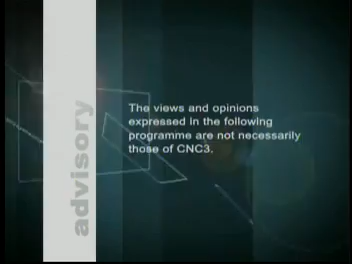 advisory
The views and opinions
expressed in the following
programme are not necessarily
those of CNC3.